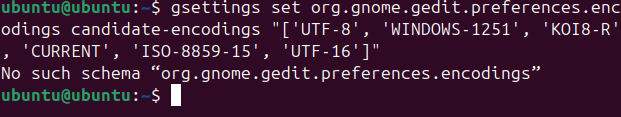 ubuntu@ubuntu:~$ gsettings set org.gnome.gedit.preferences.enc
odings candidate-encodings "['UTF-8', 'WINDOWS-1251', 'KOI8-R'
, 'CURRENT', 'ISO-8859-15', 'UTF-16']"
No such schema “org.gnome.gedit.preferences.encodings”
ubuntu@ubuntu:~$